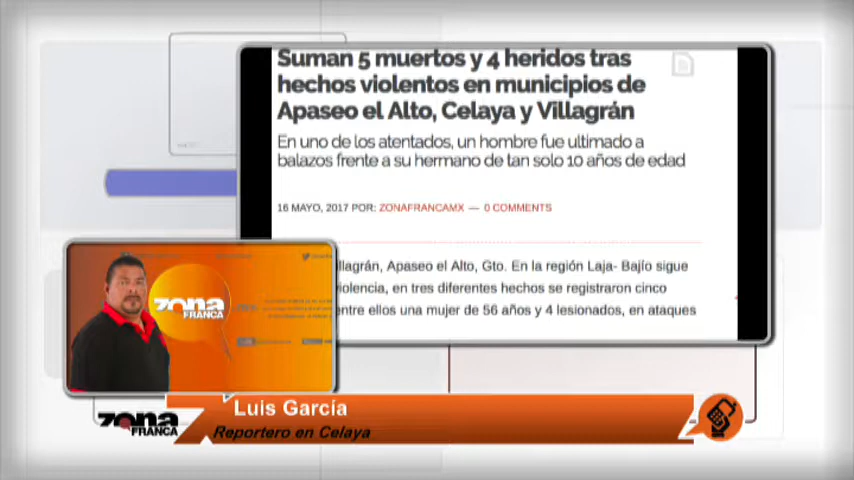 Suman 5 muertos y 4 heridos tras
hechos violentos en municipios de
Apaseo el Alto, Celaya y Villagrán
En uno de los atentados, un hombre fue ultimado a
balazos frente a su hermano de tan solo 10 años de edad
16 MAYO, 2017 POR: ZONAFRANCAMX — 0 COMMENTS
llagrán, Apaseo el Alto, Gto. En la región Laja- Bajío sigue
violencia, en tres diferentes hechos se registraron cinco
entre ellos una mujer de 56 años y 4 lesionados, en ataques
zona
FRANCA
Luis García
zona
FRANCA
Reportero en Celaya